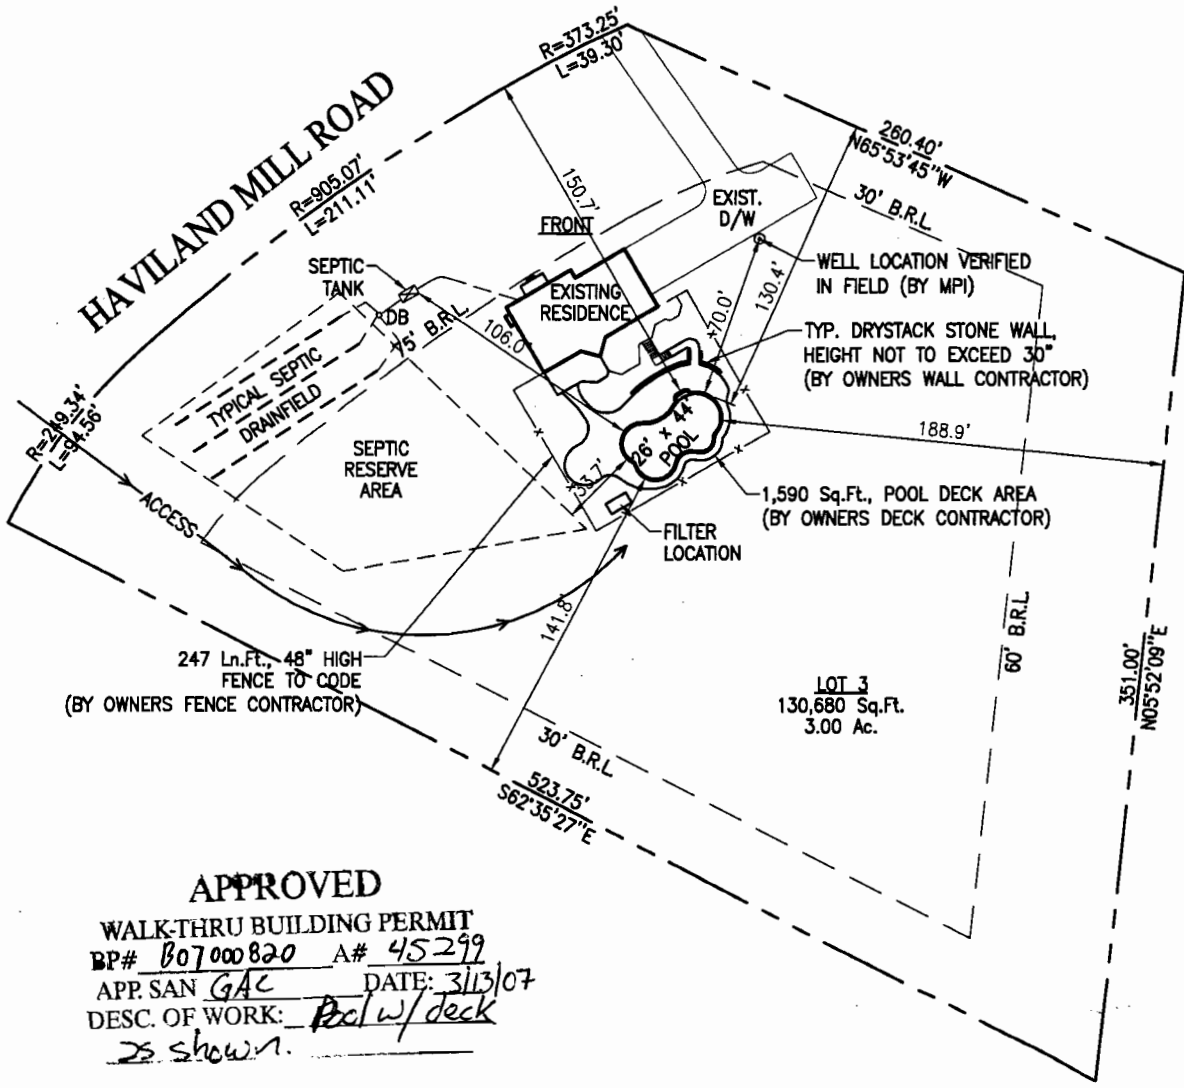 R=373.25'
L=39.30'
HAVILAND MILL ROAD
R=905.07'
L=211.11'
260.40'
N65°53'45"W
150.7'
30' B.R.L.
EXIST.
D/W
FRONT
SEPTIC
TANK
WELL LOCATION VERIFIED
IN FIELD (BY MPI)
130.4'
EXISTING
RESIDENCE
70.0'
DB
75' B.R.L.
106.0'
TYP. DRYSTACK STONE WALL,
HEIGHT NOT TO EXCEED 30"
(BY OWNERS WALL CONTRACTOR)
TYPICAL SEPTIC
DRAINFIELD
R=249.34'
L=94.56'
26' x 44'
POOL
188.9'
SEPTIC
RESERVE
AREA
33.7'
1,590 Sq.Ft., POOL DECK AREA
(BY OWNERS DECK CONTRACTOR)
ACCESS
FILTER
LOCATION
141.8'
60' B.R.L.
247 Ln.Ft., 48" HIGH
FENCE TO CODE
(BY OWNERS FENCE CONTRACTOR)
351.00'
N05°52'09"E
LOT 3
130,680 Sq.Ft.
3.00 Ac.
30' B.R.L.
523.75'
S62°35'27"E
APPROVED
WALK-THRU BUILDING PERMIT
BP# B07000820 A# 45299
APP. SAN GAC DATE: 3/13/07
DESC. OF WORK: Pool w/ deck
as shown.